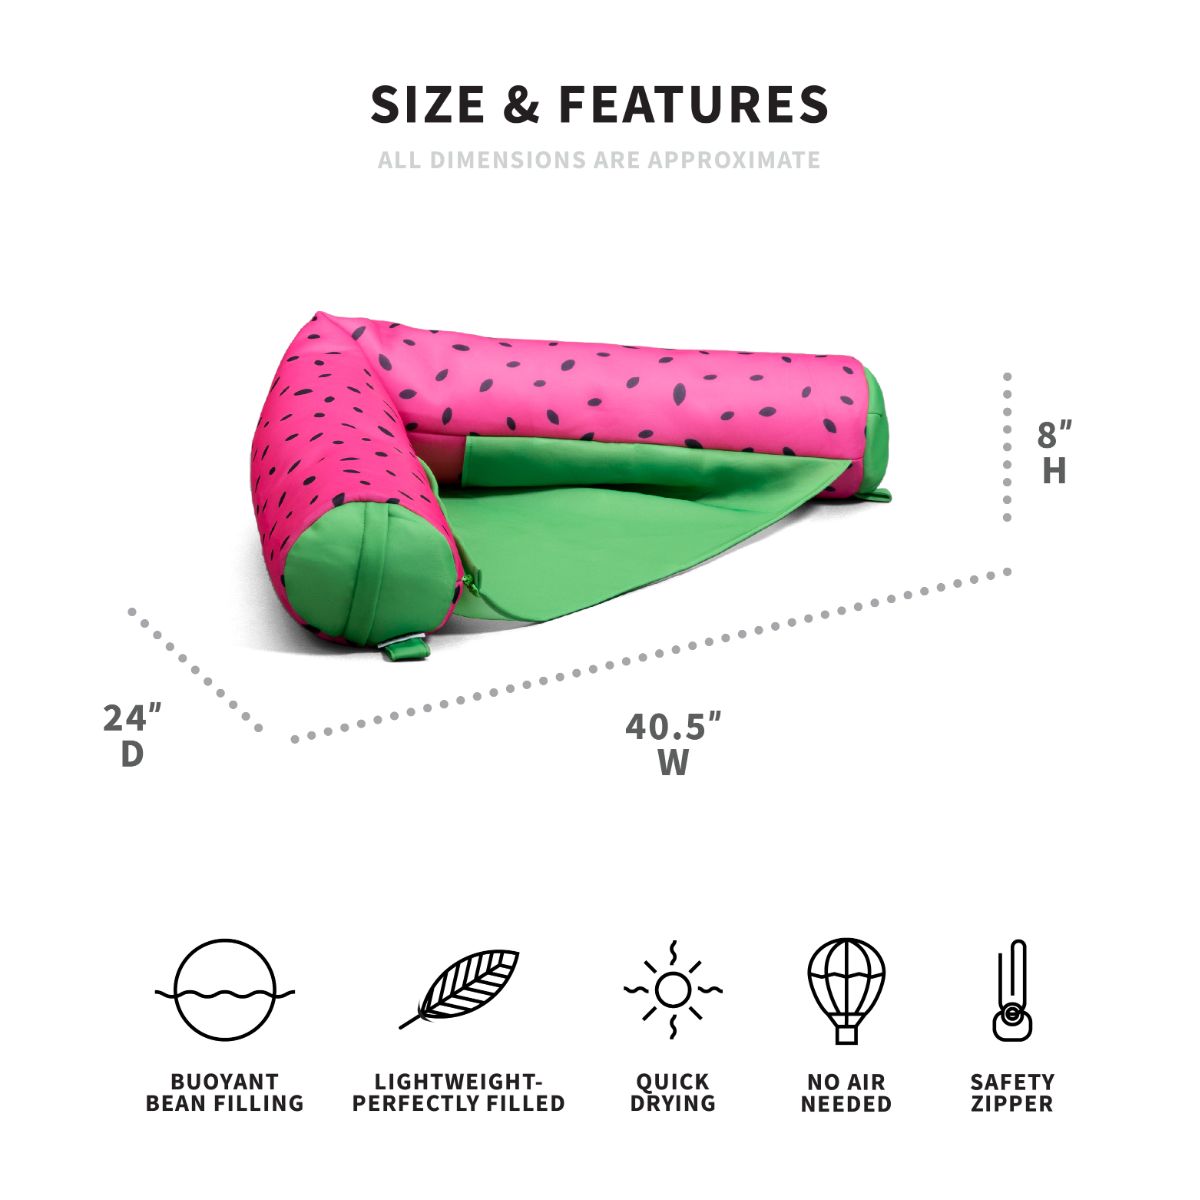 SIZE & FEATURES
ALL DIMENSIONS ARE APPROXIMATE
8"
H
24"
D
40.5"
W
BUOYANT
BEAN FILLING
LIGHTWEIGHT-
PERFECTLY FILLED
QUICK
DRYING
NO AIR
NEEDED
SAFETY
ZIPPER